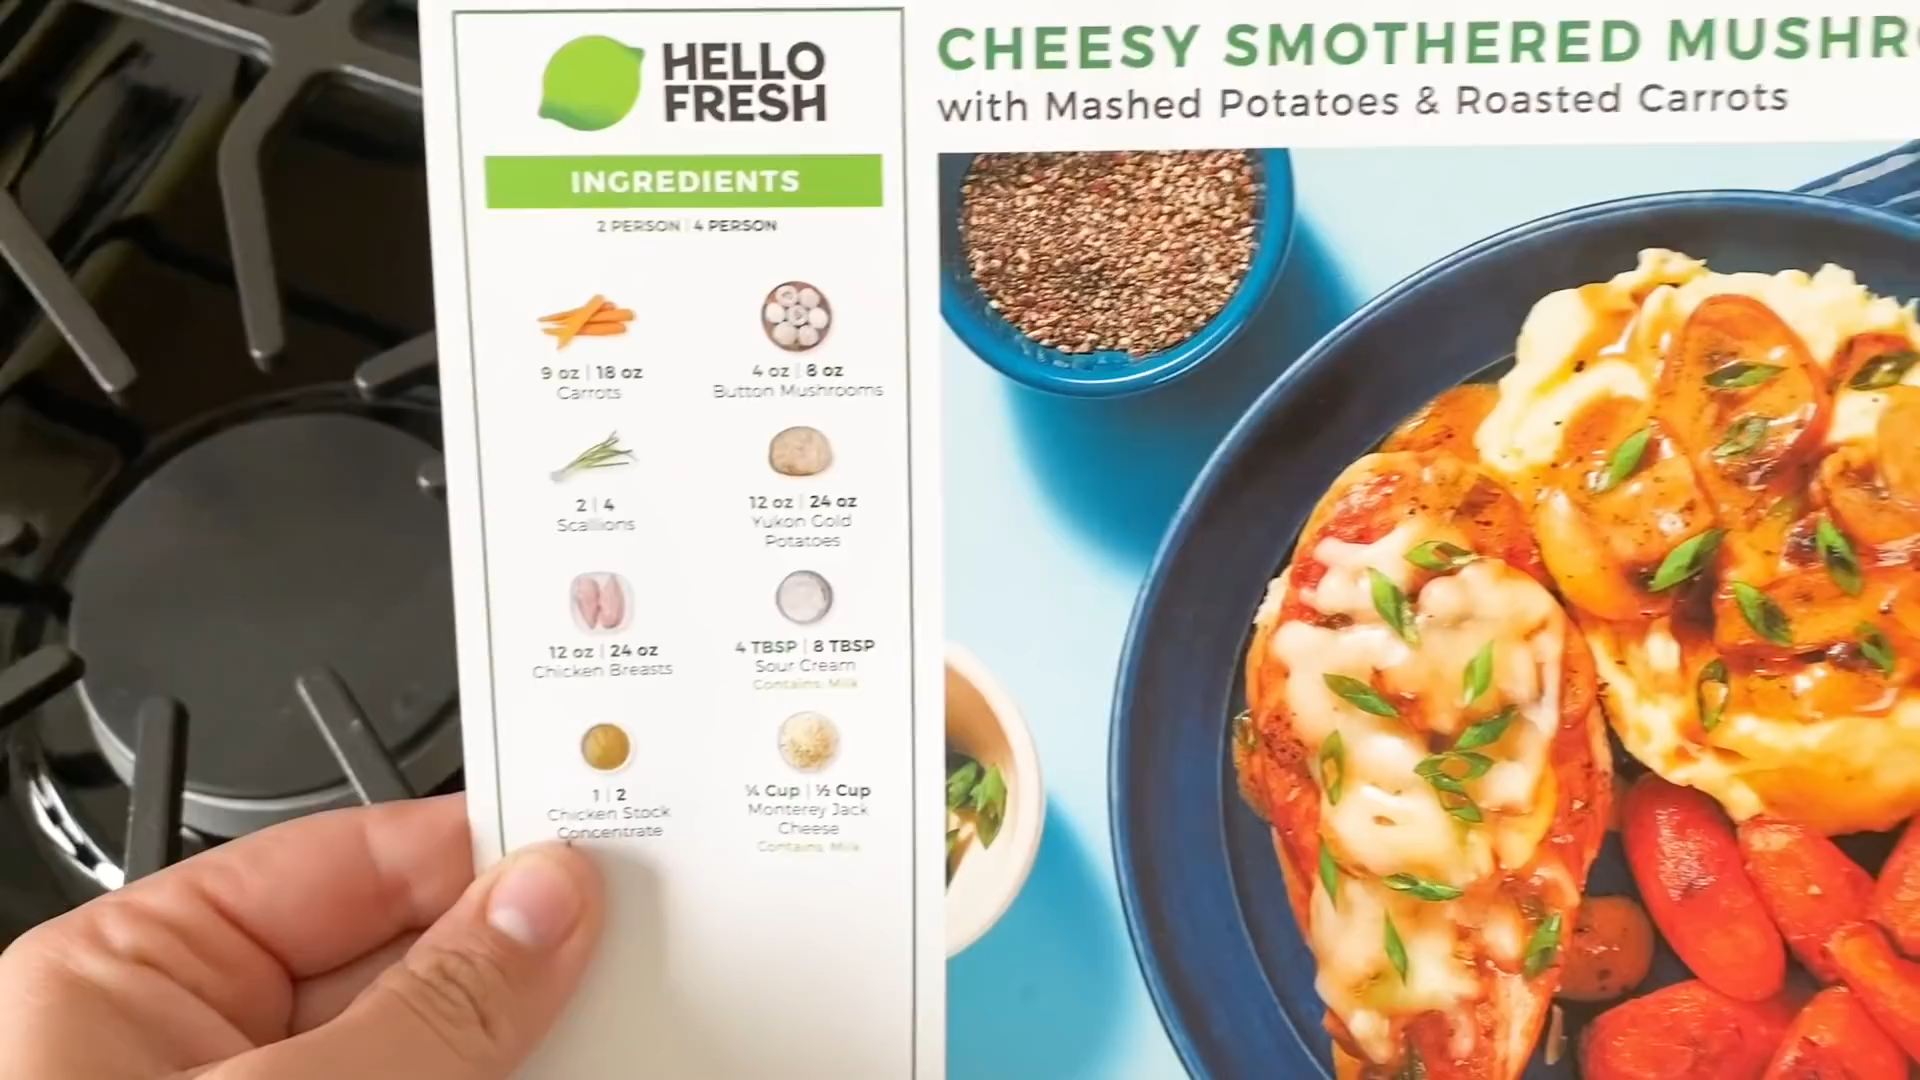 HELLO
FRESH
INGREDIENTS
2 PERSON | 4 PERSON
9 oz | 18 oz
Carrots
4 oz | 8 oz
Button Mushrooms
2 | 4
Scallions
12 oz | 24 oz
Yukon Gold
Potatoes
12 oz | 24 oz
Chicken Breasts
4 TBSP | 8 TBSP
Sour Cream
Contains: Milk
1 | 2
Chicken Stock
Concentrate
¼ Cup | ½ Cup
Monterey Jack
Cheese
Contains: Milk
CHEESY SMOTHERED MUSHR
with Mashed Potatoes & Roasted Carrots